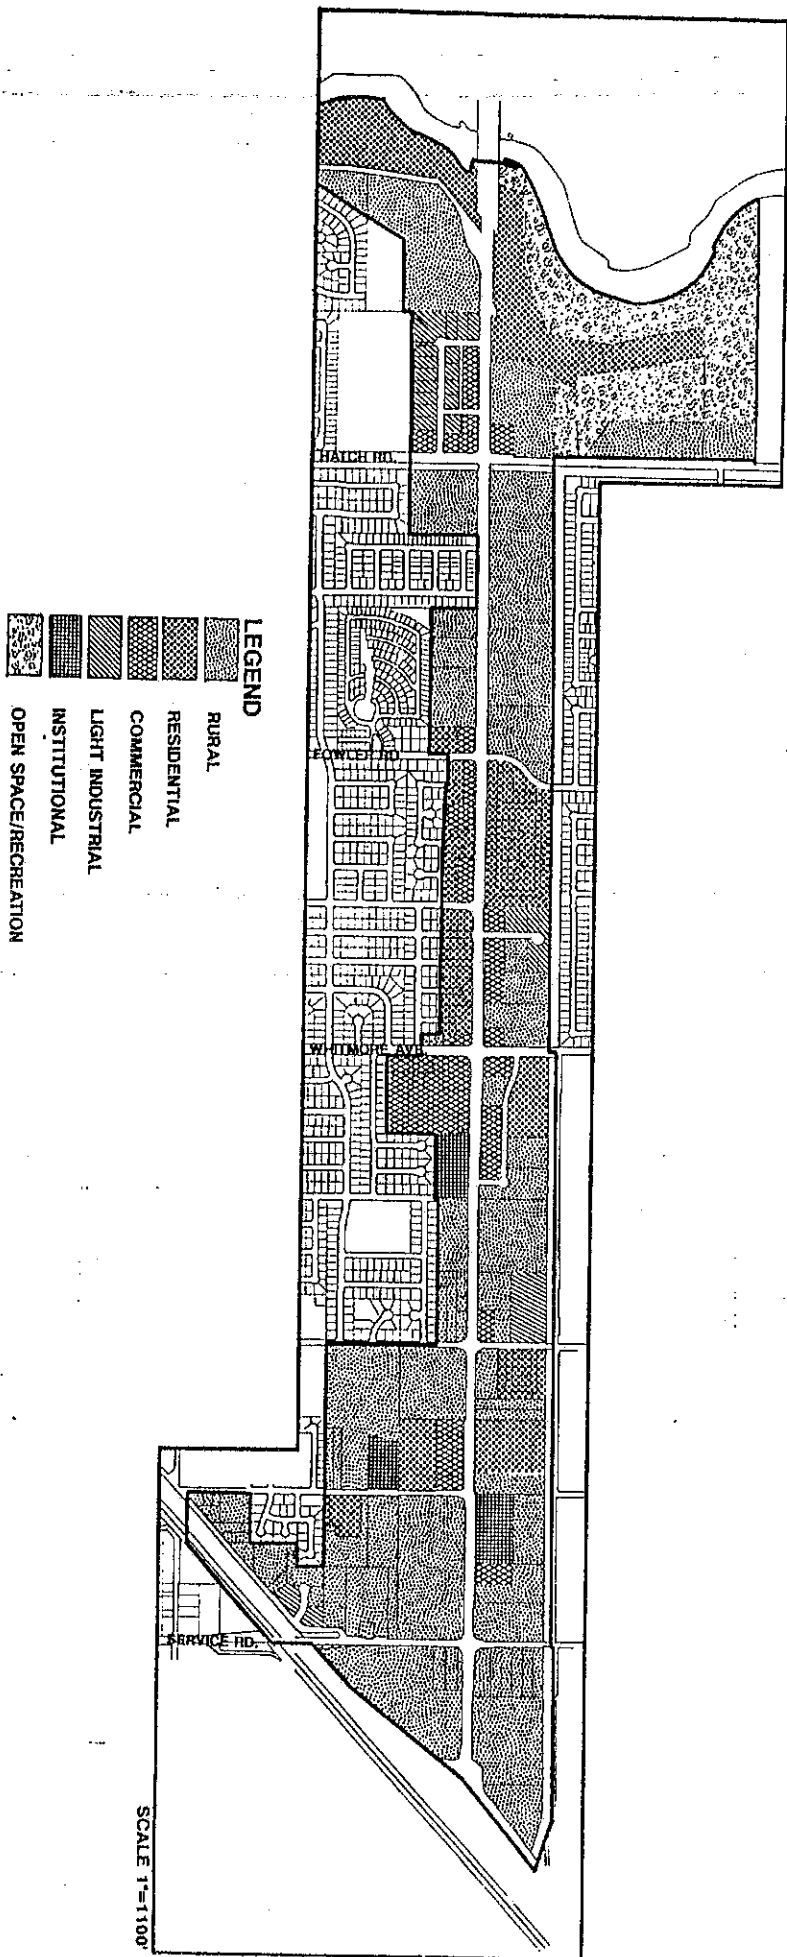 HATCH RD.
FOWLER RD.
WHITMORE AVE.
SERVICE RD.
LEGEND
RURAL
RESIDENTIAL
COMMERCIAL
LIGHT INDUSTRIAL
INSTITUTIONAL
OPEN SPACE/RECREATION
SCALE 1"=1100'